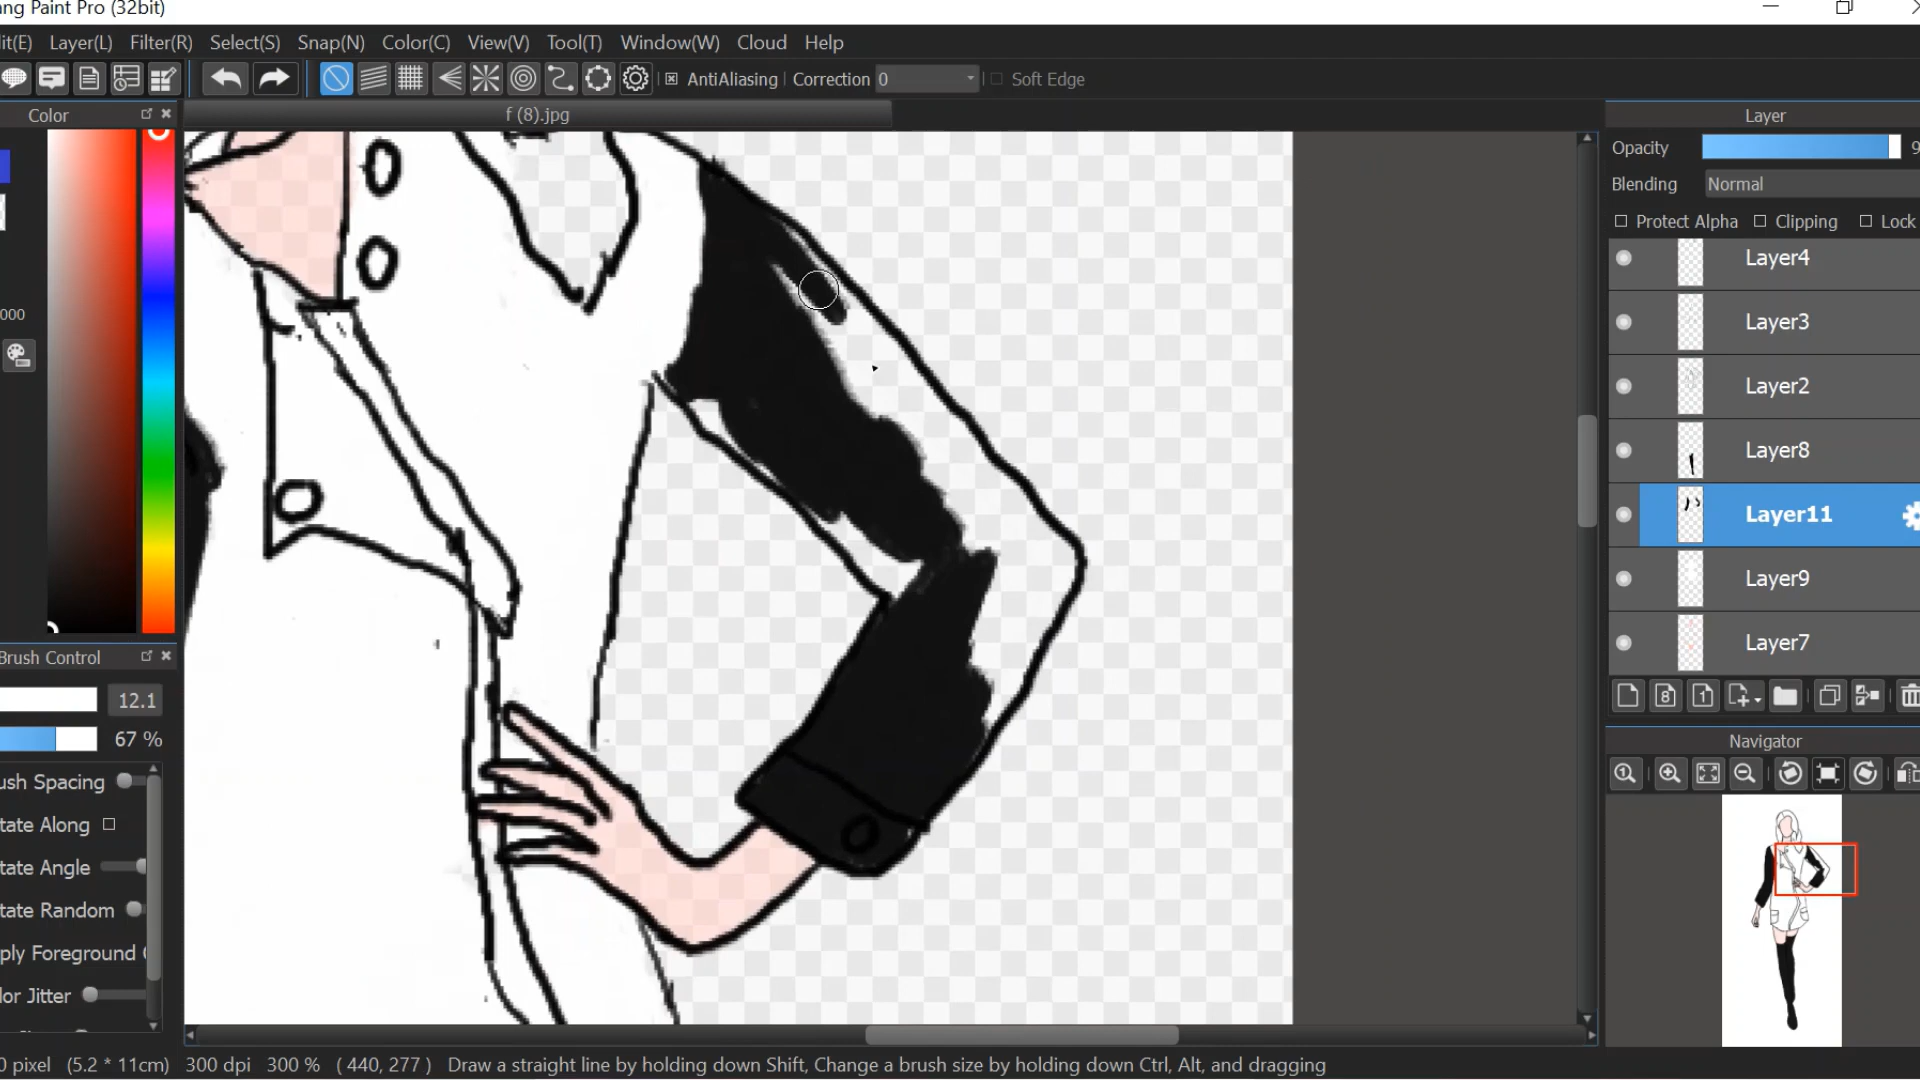 ang Paint Pro (32bit)
it(E) Layer(L) Filter(R) Select(S) Snap(N) Color(C) View(V) Tool(T) Window(W) Cloud Help
AntiAliasing Correction 0 Soft Edge
Color
f (8).jpg
Layer
Opacity 9
Blending Normal
Protect Alpha Clipping Lock
Layer4
000
Layer3
Layer2
Layer8
Layer11
Layer9
Layer7
Brush Control
8 1
12.1
67 %
Navigator
ush Spacing
tate Along
tate Angle
tate Random
ply Foreground C
lor Jitter
0 pixel (5.2 * 11cm) 300 dpi 300 % ( 440, 277 ) Draw a straight line by holding down Shift, Change a brush size by holding down Ctrl, Alt, and dragging